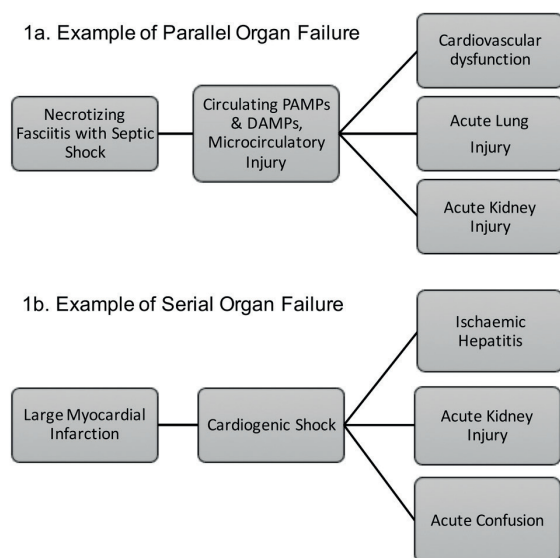 1a. Example of Parallel Organ Failure
Necrotizing
Fasciitis with Septic
Shock
Circulating PAMPs
& DAMPs,
Microcirculatory
Injury
Cardiovascular
dysfunction
Acute Lung
Injury
Acute Kidney
Injury
1b. Example of Serial Organ Failure
Large Myocardial
Infarction
Cardiogenic Shock
Ischaemic
Hepatitis
Acute Kidney
Injury
Acute Confusion